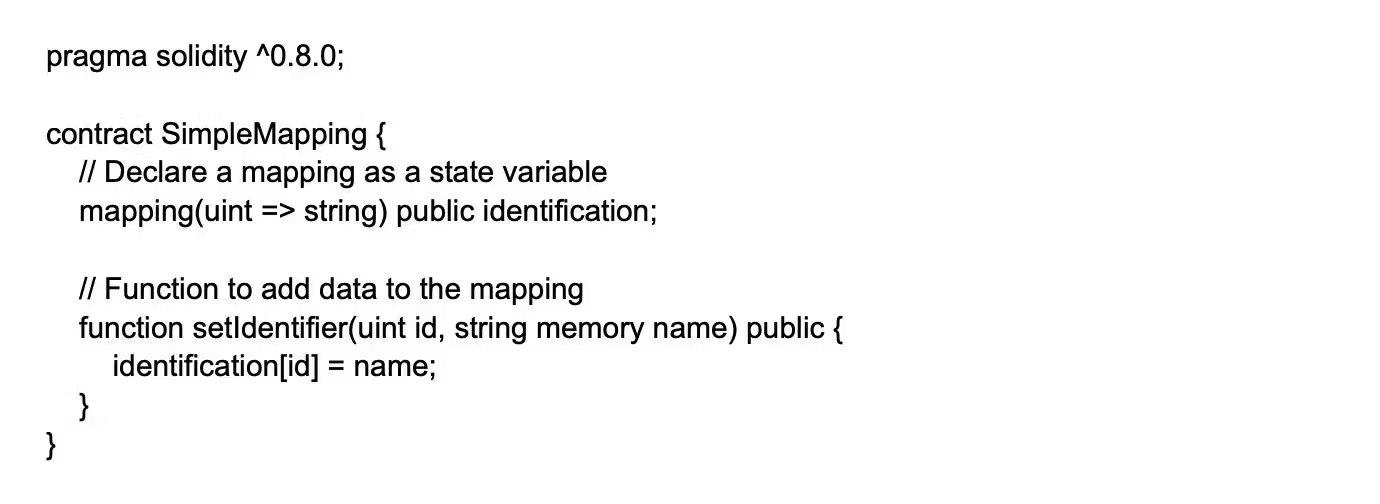 pragma solidity ^0.8.0;
contract SimpleMapping {
// Declare a mapping as a state variable
mapping(uint => string) public identification;
// Function to add data to the mapping
function setIdentifier(uint id, string memory name) public {
identification[id] = name;
}
}